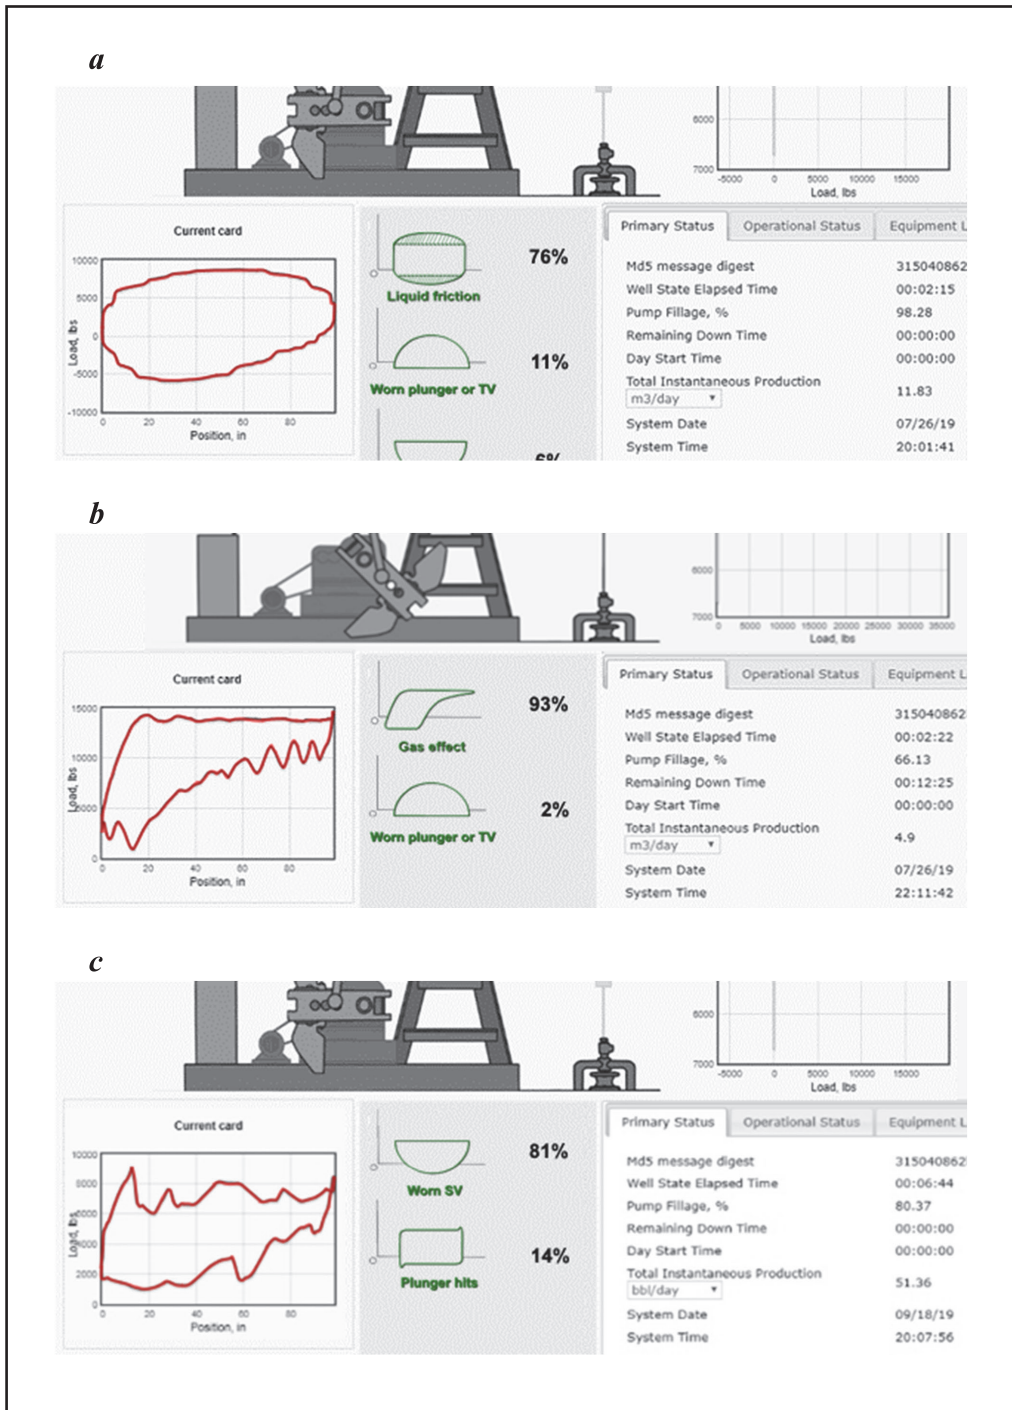 a
6000
7000
-5000 0 5000 10000 15000
Load, lbs
Current card
10000
5000
0
-5000
-10000
Load, lbs
0 20 40 60 80
Position, in
76%
Liquid friction
11%
Worn plunger or TV
6%
Primary Status Operational Status Equipment L
Md5 message digest 315040862
Well State Elapsed Time 00:02:15
Pump Fillage, % 98.28
Remaining Down Time 00:00:00
Day Start Time 00:00:00
Total Instantaneous Production
m3/day 11.83
System Date 07/26/19
System Time 20:01:41
b
6000
7000
0 5000 10000 15000 20000 25000 30000 35000
Load, lbs
Current card
15000
10000
5000
0
Load, lbs
0 20 40 60 80
Position, in
93%
Gas effect
2%
Worn plunger or TV
Primary Status Operational Status Equipment L
Md5 message digest 315040862
Well State Elapsed Time 00:02:22
Pump Fillage, % 66.13
Remaining Down Time 00:12:25
Day Start Time 00:00:00
Total Instantaneous Production
m3/day 4.9
System Date 07/26/19
System Time 22:11:42
c
6000
7000
-5000 0 5000 10000 15000
Load, lbs
Current card
10000
8000
6000
4000
2000
0
Load, lbs
0 20 40 60 80
Position, in
81%
Worn SV
14%
Plunger hits
Primary Status Operational Status Equipment L
Md5 message digest 315040862
Well State Elapsed Time 00:06:44
Pump Fillage, % 80.37
Remaining Down Time 00:00:00
Day Start Time 00:00:00
Total Instantaneous Production
bbl/day 51.36
System Date 09/18/19
System Time 20:07:56